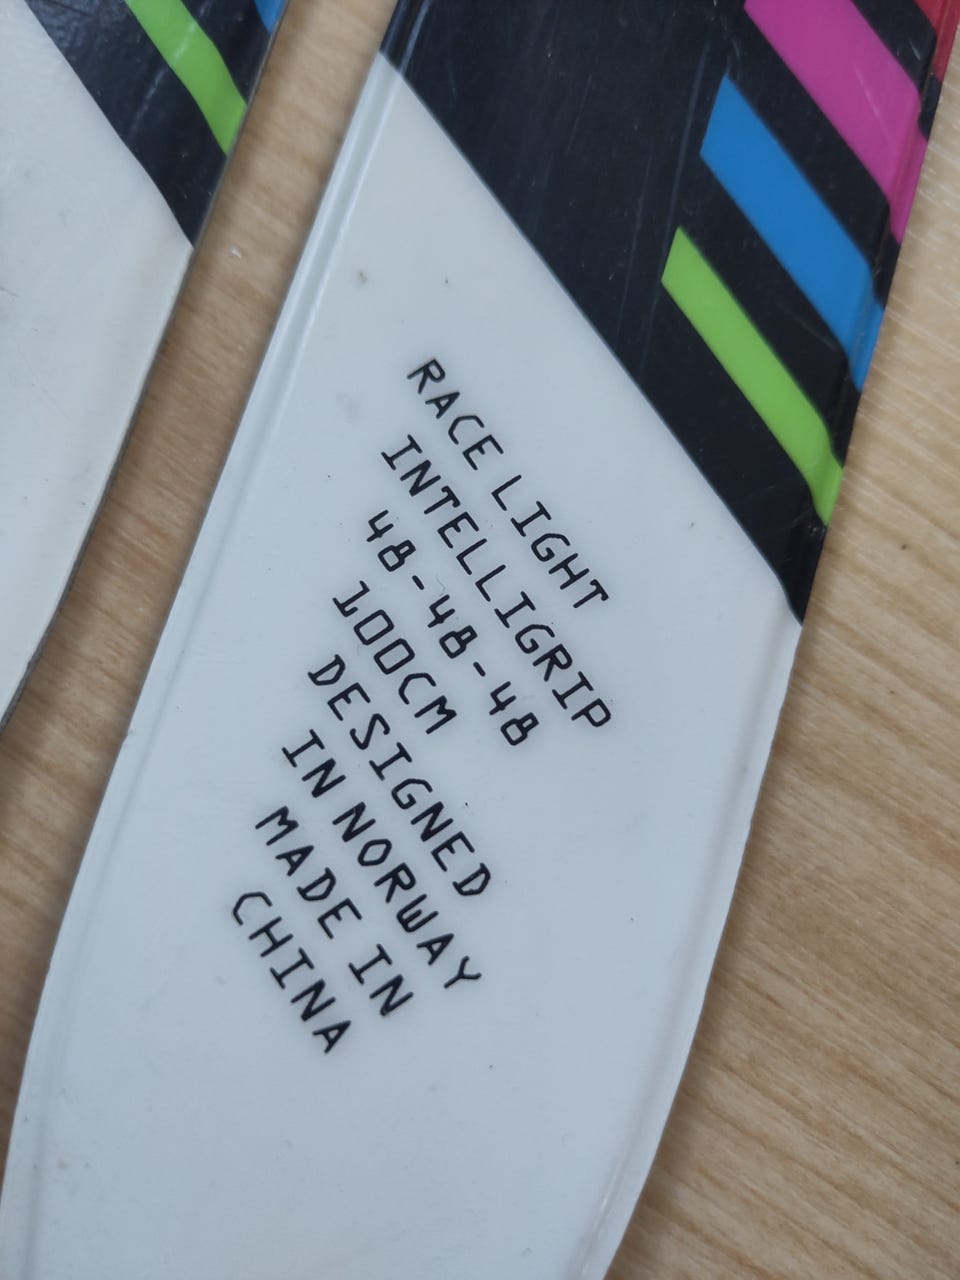 RACE LIGHT
INTELLIGRIP
48-48-48
100CM
DESIGNED
IN NORWAY
MADE IN
CHINA